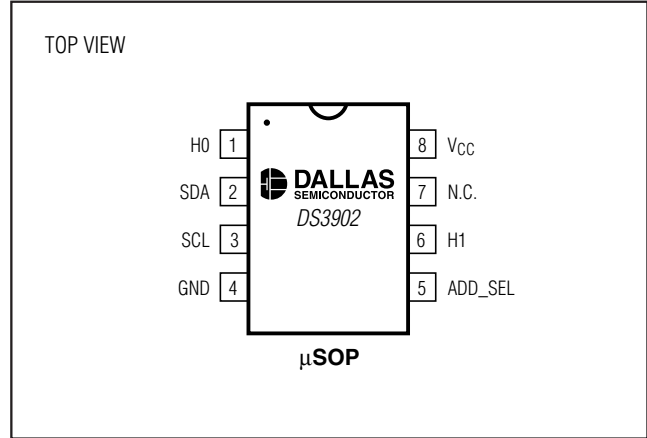 TOP VIEW
H0 1
SDA 2
SCL 3
GND 4
DALLAS
SEMICONDUCTOR
DS3902
8 VCC
7 N.C.
6 H1
5 ADD_SEL
μSOP